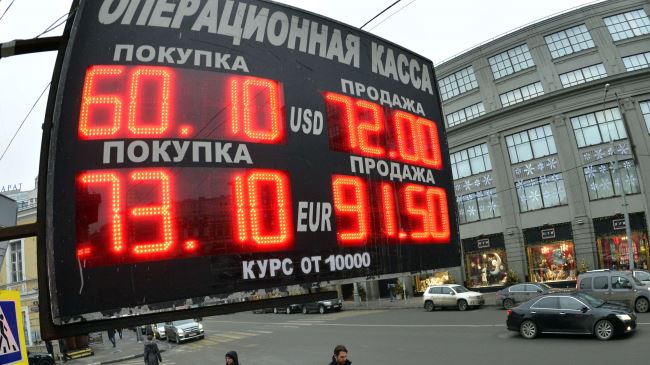 ОПЕРАЦИОННАЯ КАССА
ПОКУПКА ПРОДАЖА
60.10 USD 72.00
ПОКУПКА ПРОДАЖА
73.10 EUR 91.50
КУРС ОТ 10000